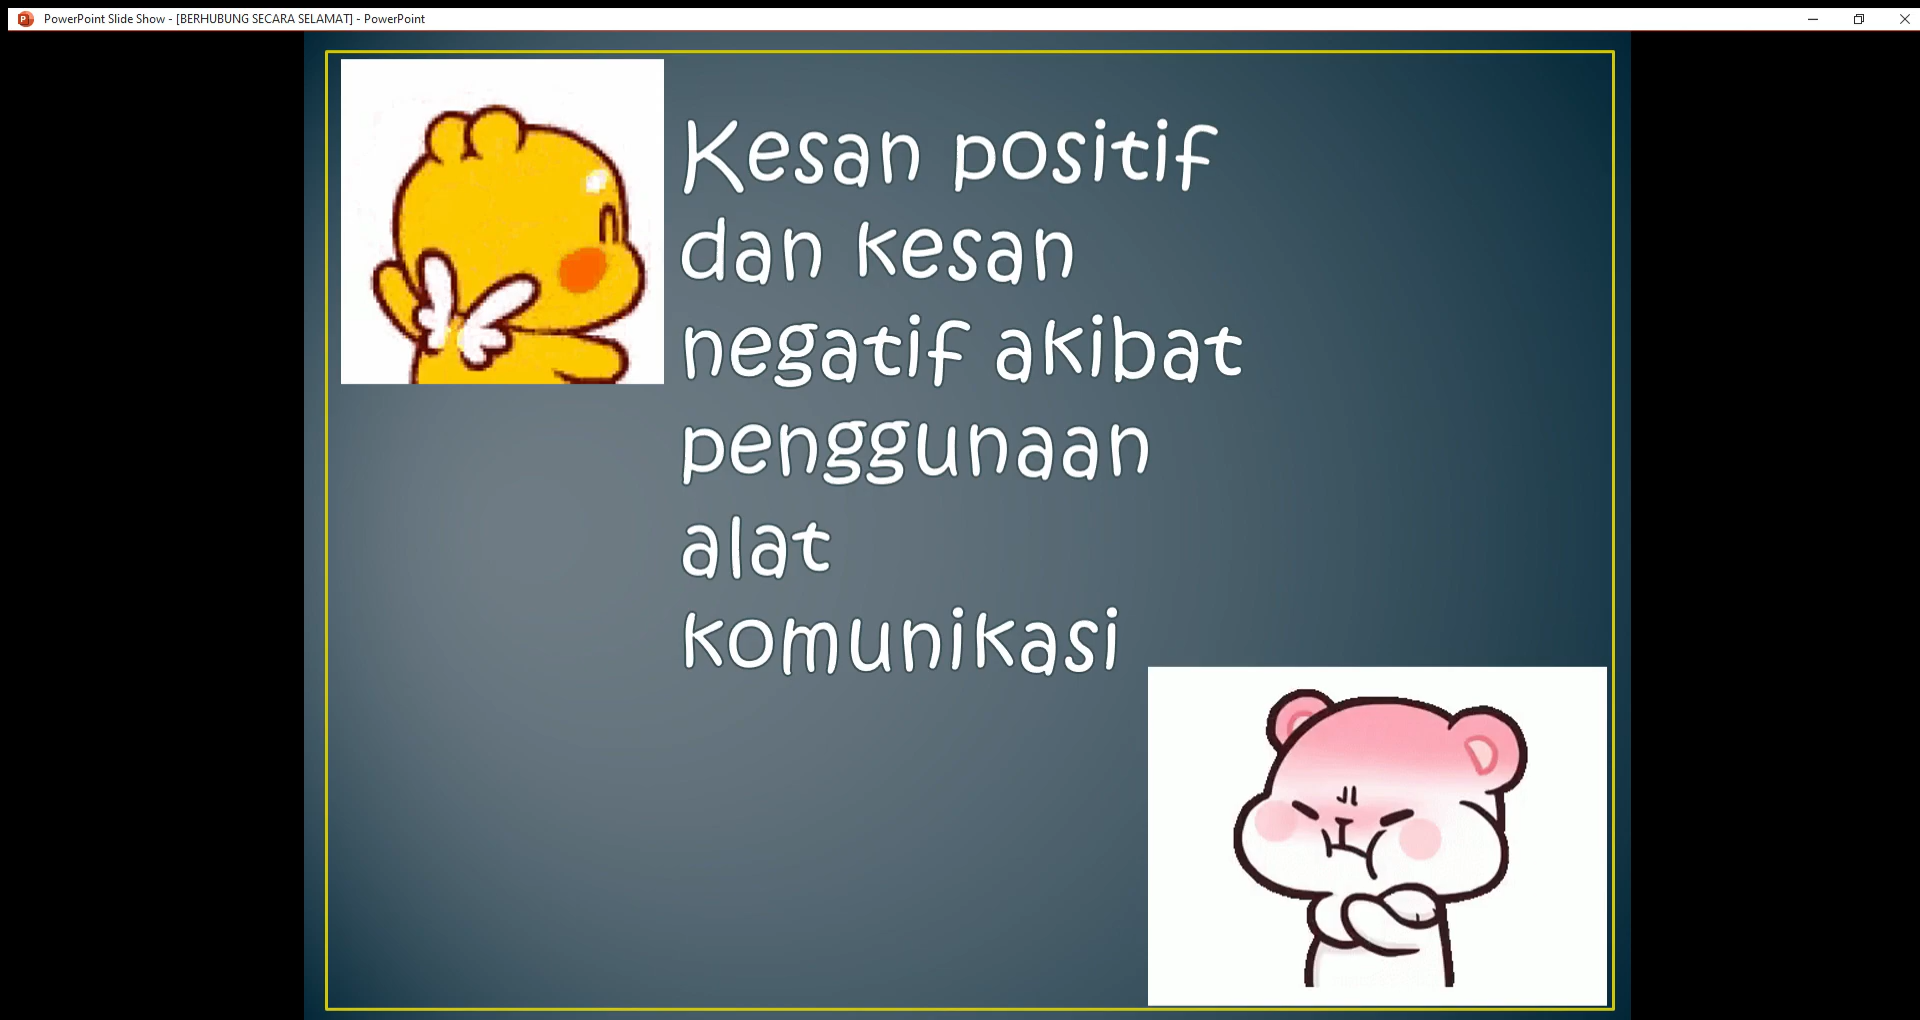 PowerPoint Slide Show - [BERHUBUNG SECARA SELAMAT] - PowerPoint
Kesan positif
dan kesan
negatif akibat
penggunaan
alat
komunikasi